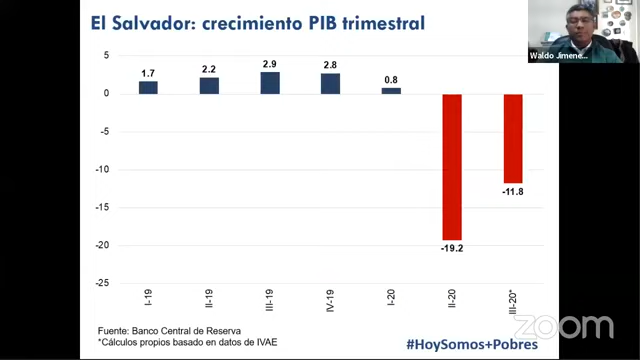 El Salvador: crecimiento PIB trimestral
Waldo Jimene...
5
0
-5
-10
-15
-20
-25
1.7
2.2
2.9
2.8
0.8
-19.2
-11.8
I-19
II-19
III-19
IV-19
I-20
II-20
III-20*
Fuente: Banco Central de Reserva
*Cálculos propios basado en datos de IVAE
#HoySomos+Pobres
zoom